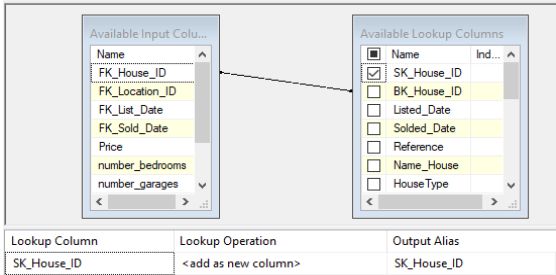 Available Input Colu...
Name
FK_House_ID
FK_Location_ID
FK_List_Date
FK_Sold_Date
Price
number_bedrooms
number_garages
Available Lookup Columns
Name Ind...
SK_House_ID
BK_House_ID
Listed_Date
Solded_Date
Reference
Name_House
HouseType
Lookup Column Lookup Operation Output Alias
SK_House_ID <add as new column> SK_House_ID